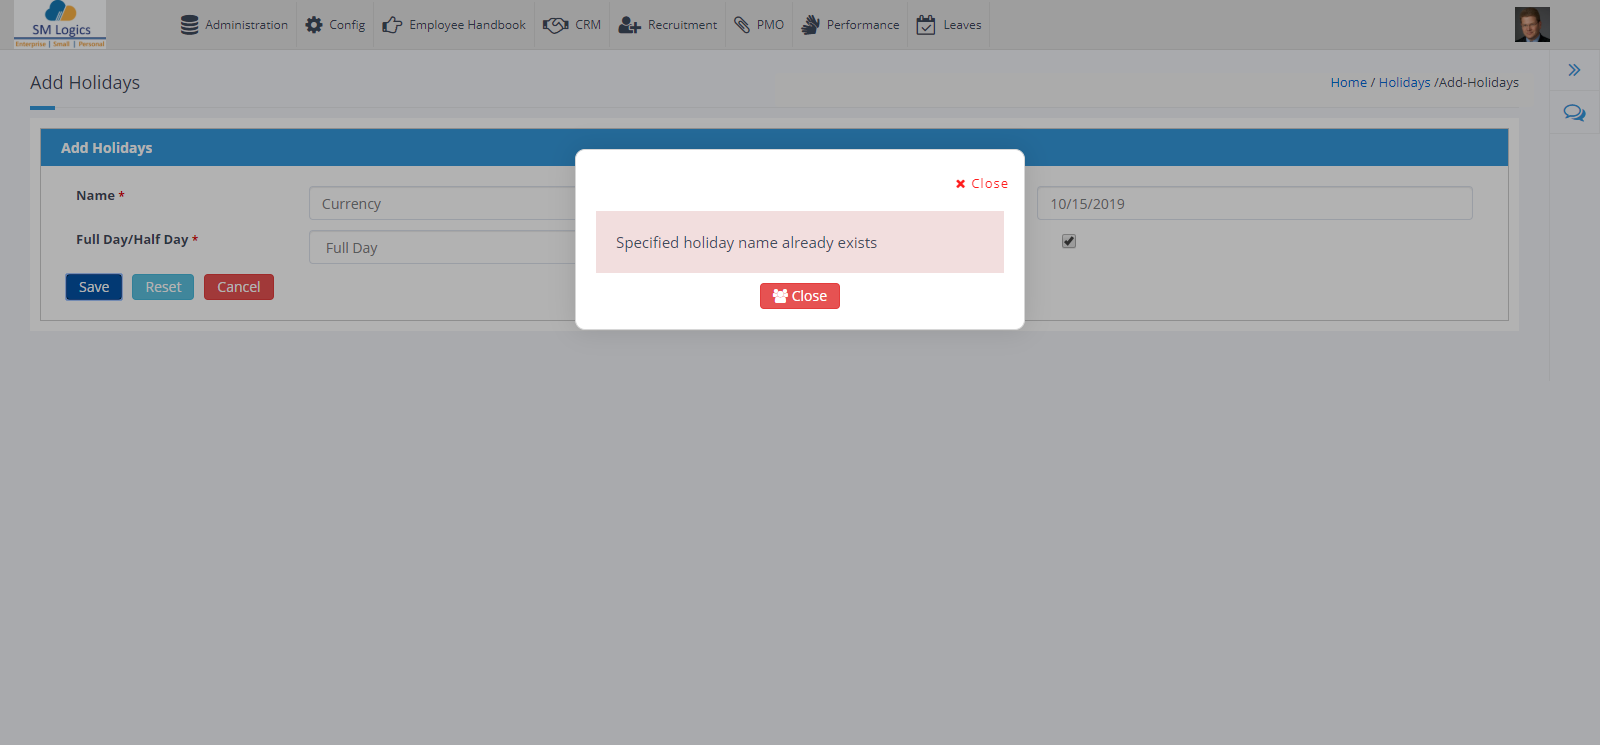 SM Logics
Enterprise | Small | Personal
Administration Config Employee Handbook CRM Recruitment PMO Performance Leaves
Add Holidays
Home / Holidays /Add-Holidays
Add Holidays
Close
Name *
Currency
10/15/2019
Specified holiday name already exists
Full Day/Half Day *
Full Day
Save Reset Cancel
Close